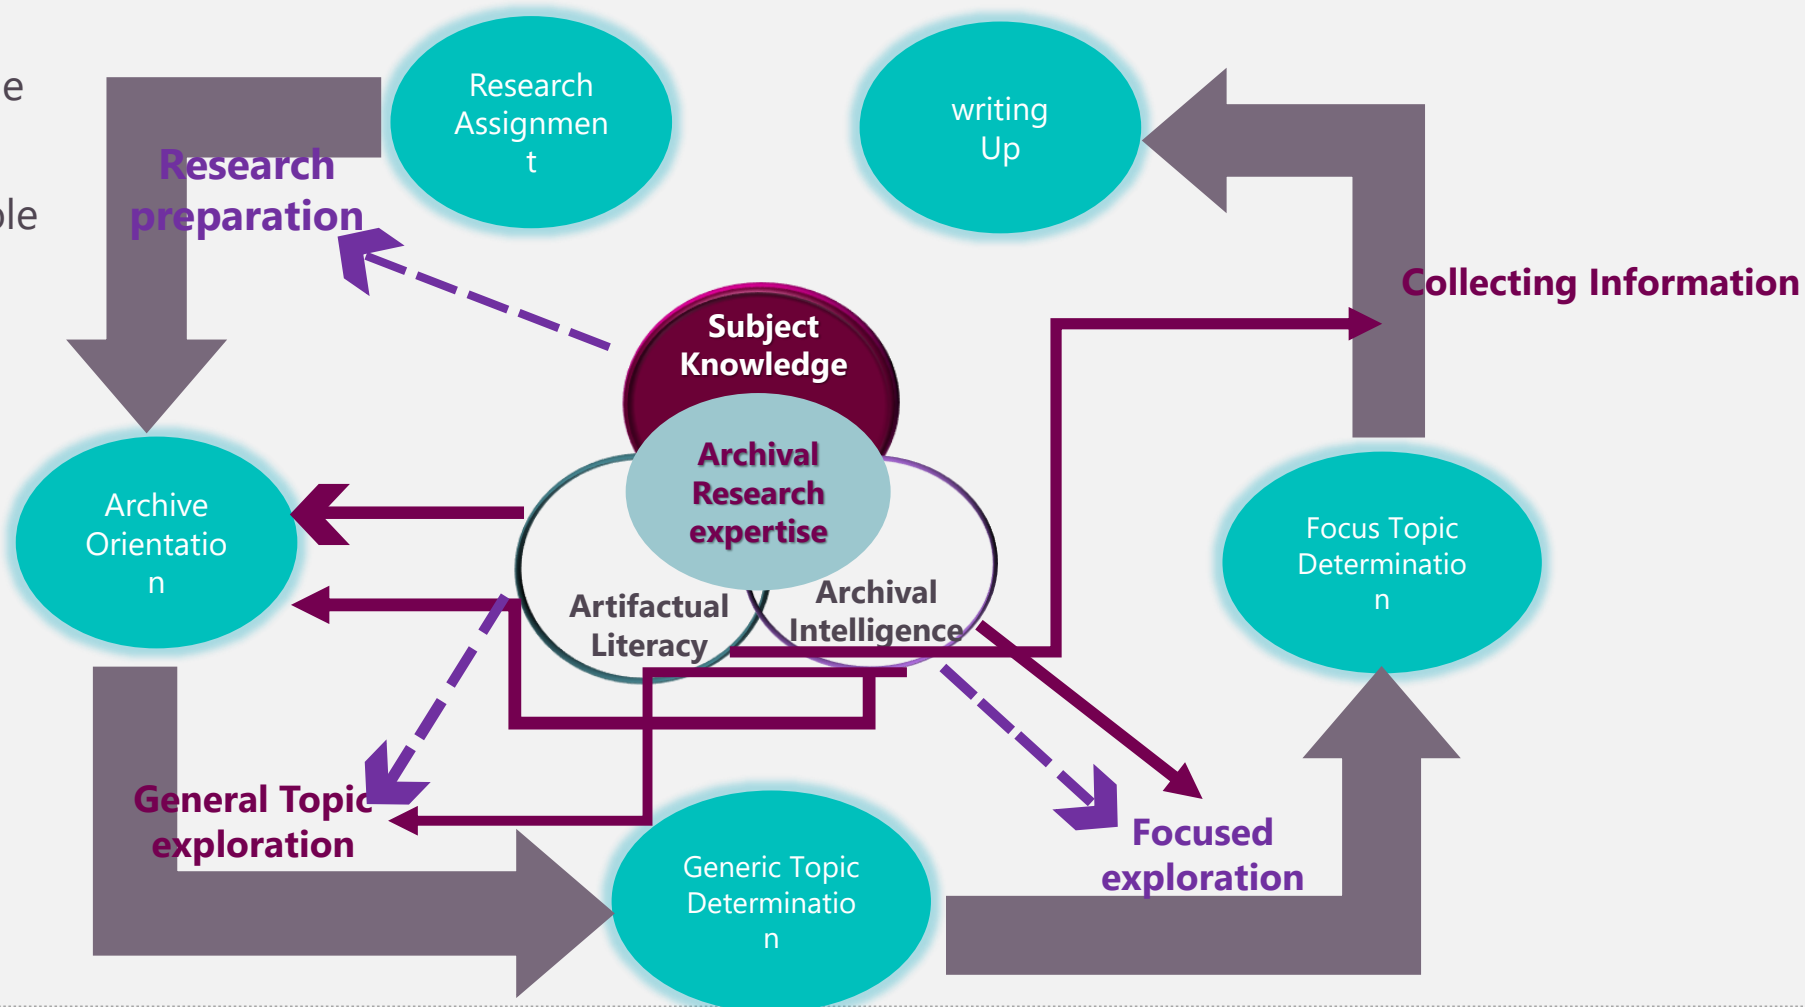 e
ple
Research
Assignmen
t
writing
Up
Research
preparation
Collecting Information
Subject
Knowledge
Archival
Research
expertise
Archive
Orientatio
n
Focus Topic
Determinatio
n
Artifactual
Literacy
Archival
Intelligence
General Topic
exploration
Focused
exploration
Generic Topic
Determinatio
n